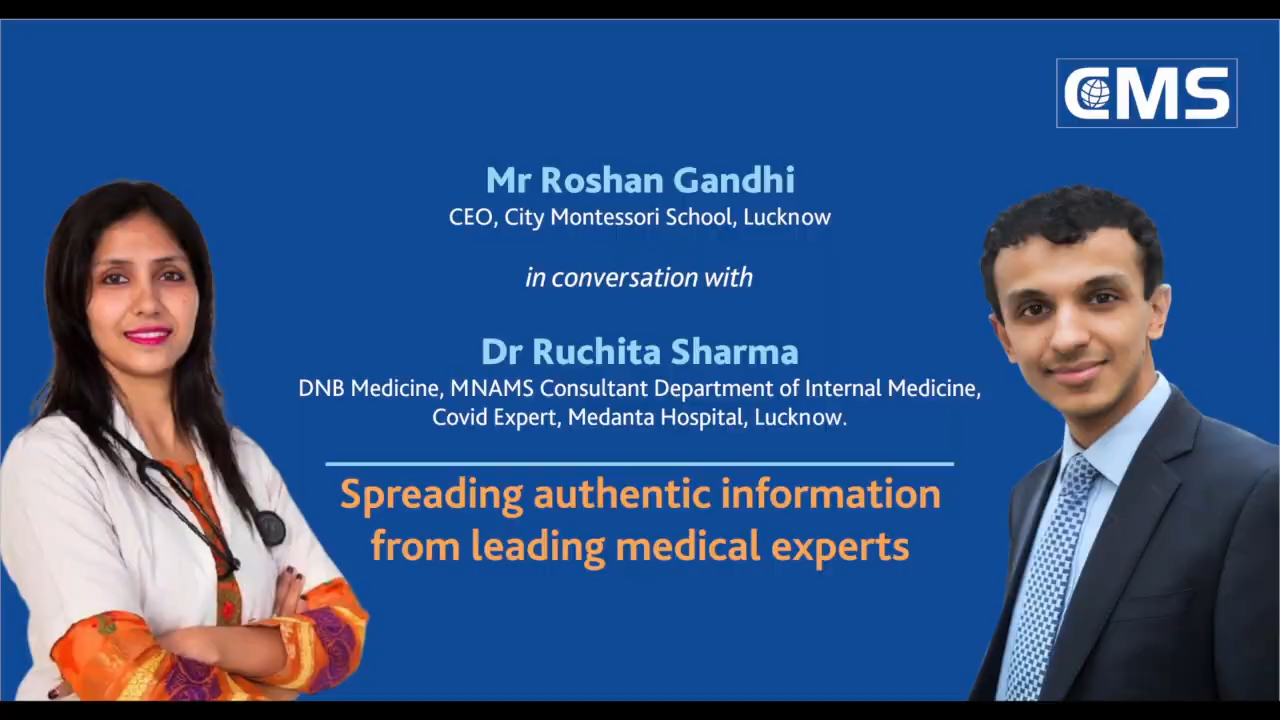 CMS
Mr Roshan Gandhi
CEO, City Montessori School, Lucknow
in conversation with
Dr Ruchita Sharma
DNB Medicine, MNAMS Consultant Department of Internal Medicine,
Covid Expert, Medanta Hospital, Lucknow.
Spreading authentic information
from leading medical experts